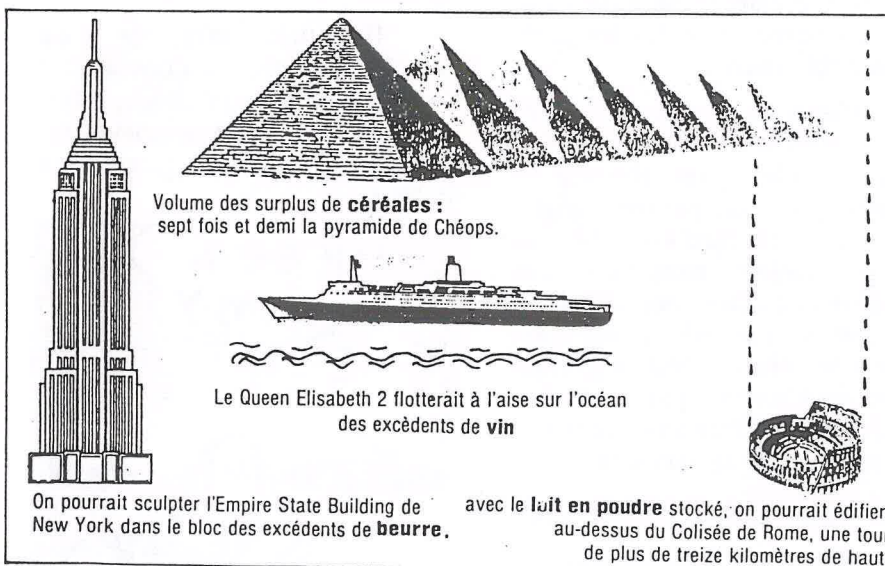 Volume des surplus de céréales :
sept fois et demi la pyramide de Chéops.
Le Queen Elisabeth 2 flotterait à l'aise sur l'océan
des excèdents de vin
On pourrait sculpter l'Empire State Building de
New York dans le bloc des excédents de beurre.
avec le lait en poudre stocké, on pourrait édifier
au-dessus du Colisée de Rome, une tour
de plus de treize kilomètres de haut